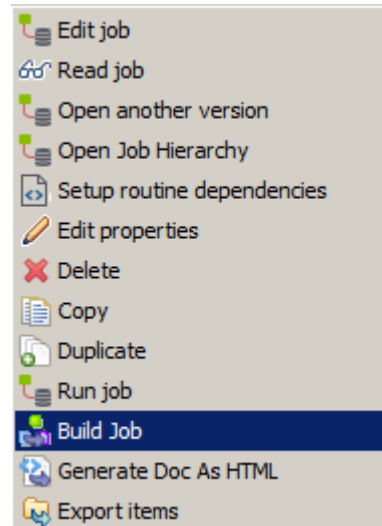 Edit job
Read job
Open another version
Open Job Hierarchy
Setup routine dependencies
Edit properties
Delete
Copy
Duplicate
Run job
Build Job
Generate Doc As HTML
Export items